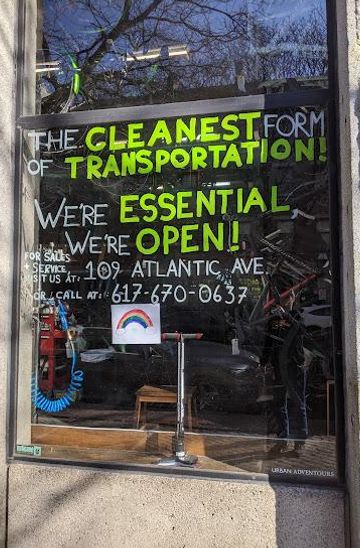 THE CLEANEST FORM
OF TRANSPORTATION!
WE'RE ESSENTIAL,
WE'RE OPEN!
FOR SALES
+ SERVICE
VISIT US AT: 109 ATLANTIC AVE.
OR CALL AT: 617-670-0637
URBAN ADVENTOURS